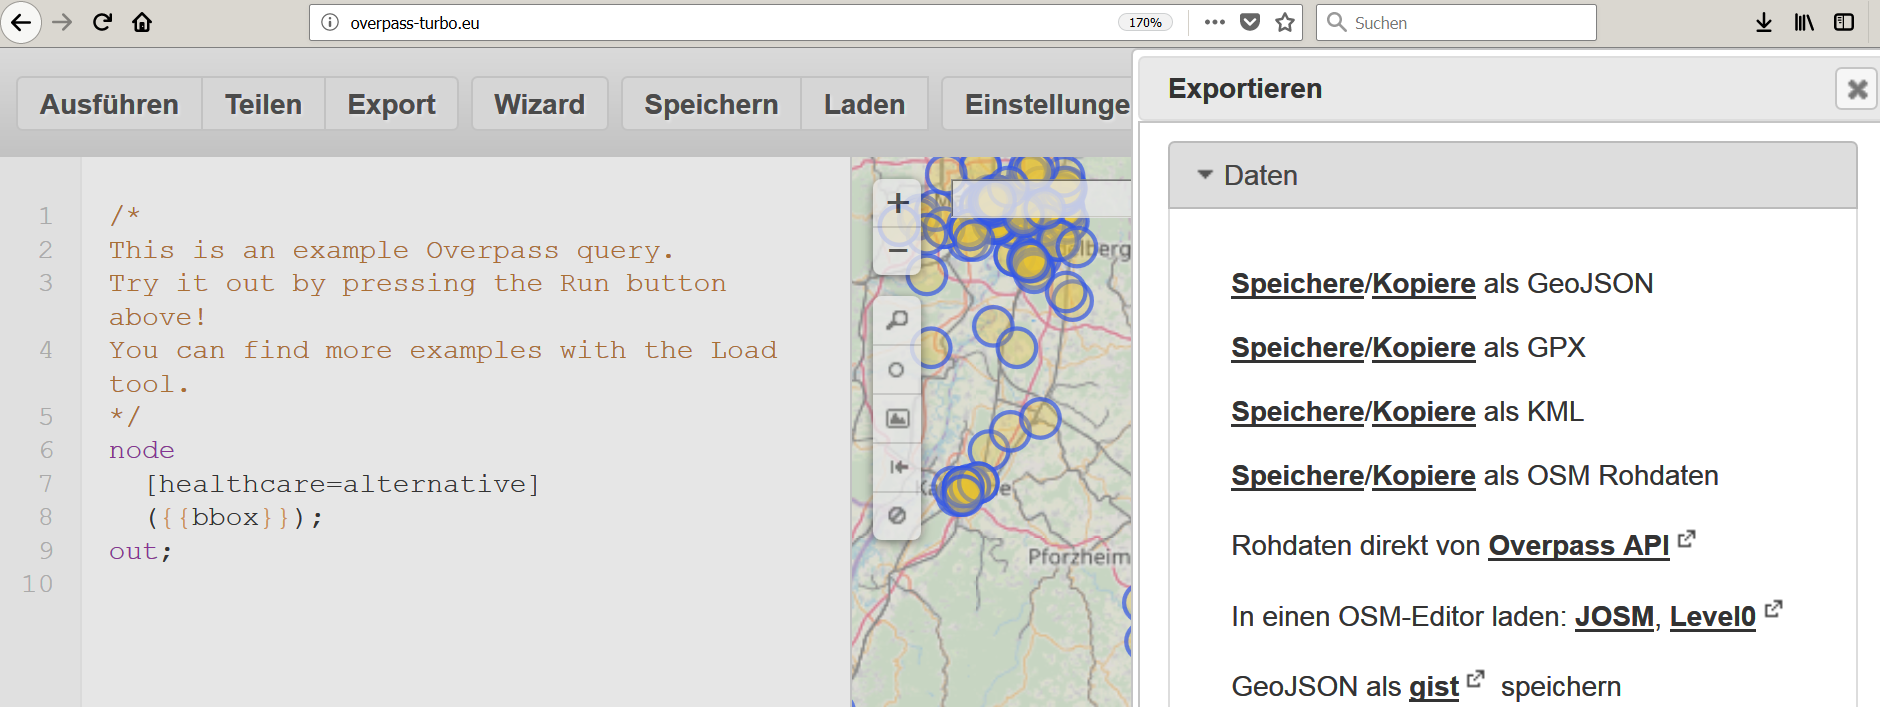 overpass-turbo.eu
170%
Suchen
Ausführen
Teilen
Export
Wizard
Speichern
Laden
Einstellunge
1 /*
2 This is an example Overpass query.
3 Try it out by pressing the Run button
above!
4 You can find more examples with the Load
tool.
5 */
6 node
7 [healthcare=alternative]
8 ({{bbox}});
9 out;
10
+
−
elberg
Pforzheim
Exportieren
Daten
Speichere/Kopiere als GeoJSON
Speichere/Kopiere als GPX
Speichere/Kopiere als KML
Speichere/Kopiere als OSM Rohdaten
Rohdaten direkt von Overpass API
In einen OSM-Editor laden: JOSM, Level0
GeoJSON als gist speichern